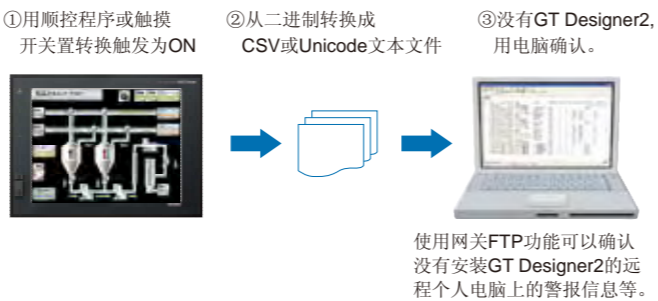 ①用顺控程序或触摸
开关置转换触发为ON
②从二进制转换成
CSV或Unicode文本文件
③没有GT Designer2,
用电脑确认。
使用网关FTP功能可以确认
没有安装GT Designer2的远
程个人电脑上的警报信息等。